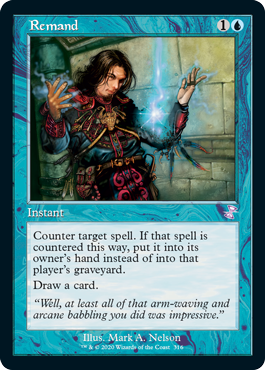 Remand 1
Instant
Counter target spell. If that spell is
countered this way, put it into its
owner's hand instead of into that
player's graveyard.
Draw a card.
“Well, at least all of that arm-waving and
arcane babbling you did was impressive.”
Illus. Mark A. Nelson
™ & © 2020 Wizards of the Coast 316